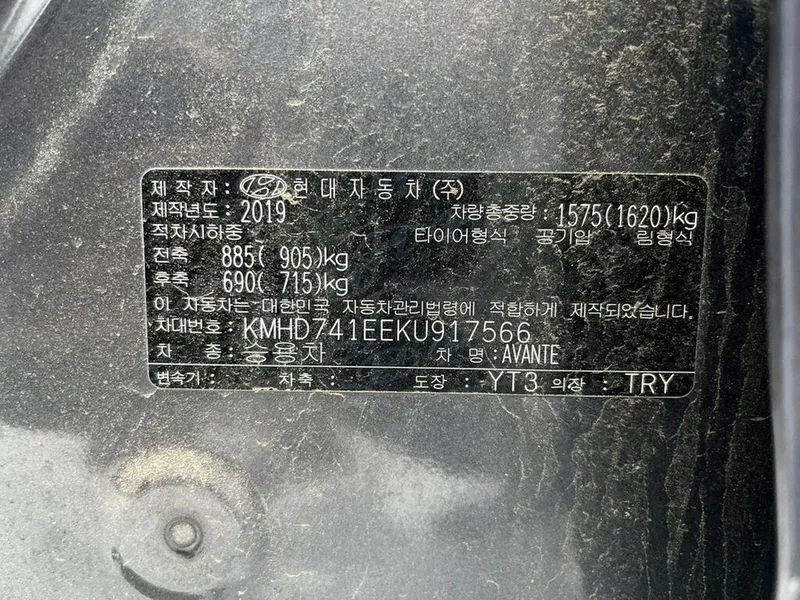 제 작 자 : 현 대 자 동 차 (주)
제작년도 : 2019 차량총중량 : 1575(1620)kg
적차시하중 타이어형식 공기압 림형식
전축 885( 905)kg
후축 690( 715)kg
이 자동차는 대한민국 자동차관리법령에 적합하게 제작되었습니다.
차대번호 : KMHD741EEKU917566
차 종 : 승용차 차 명 : AVANTE
변속기 : 차축 : 도장 : YT3 의장 : TRY